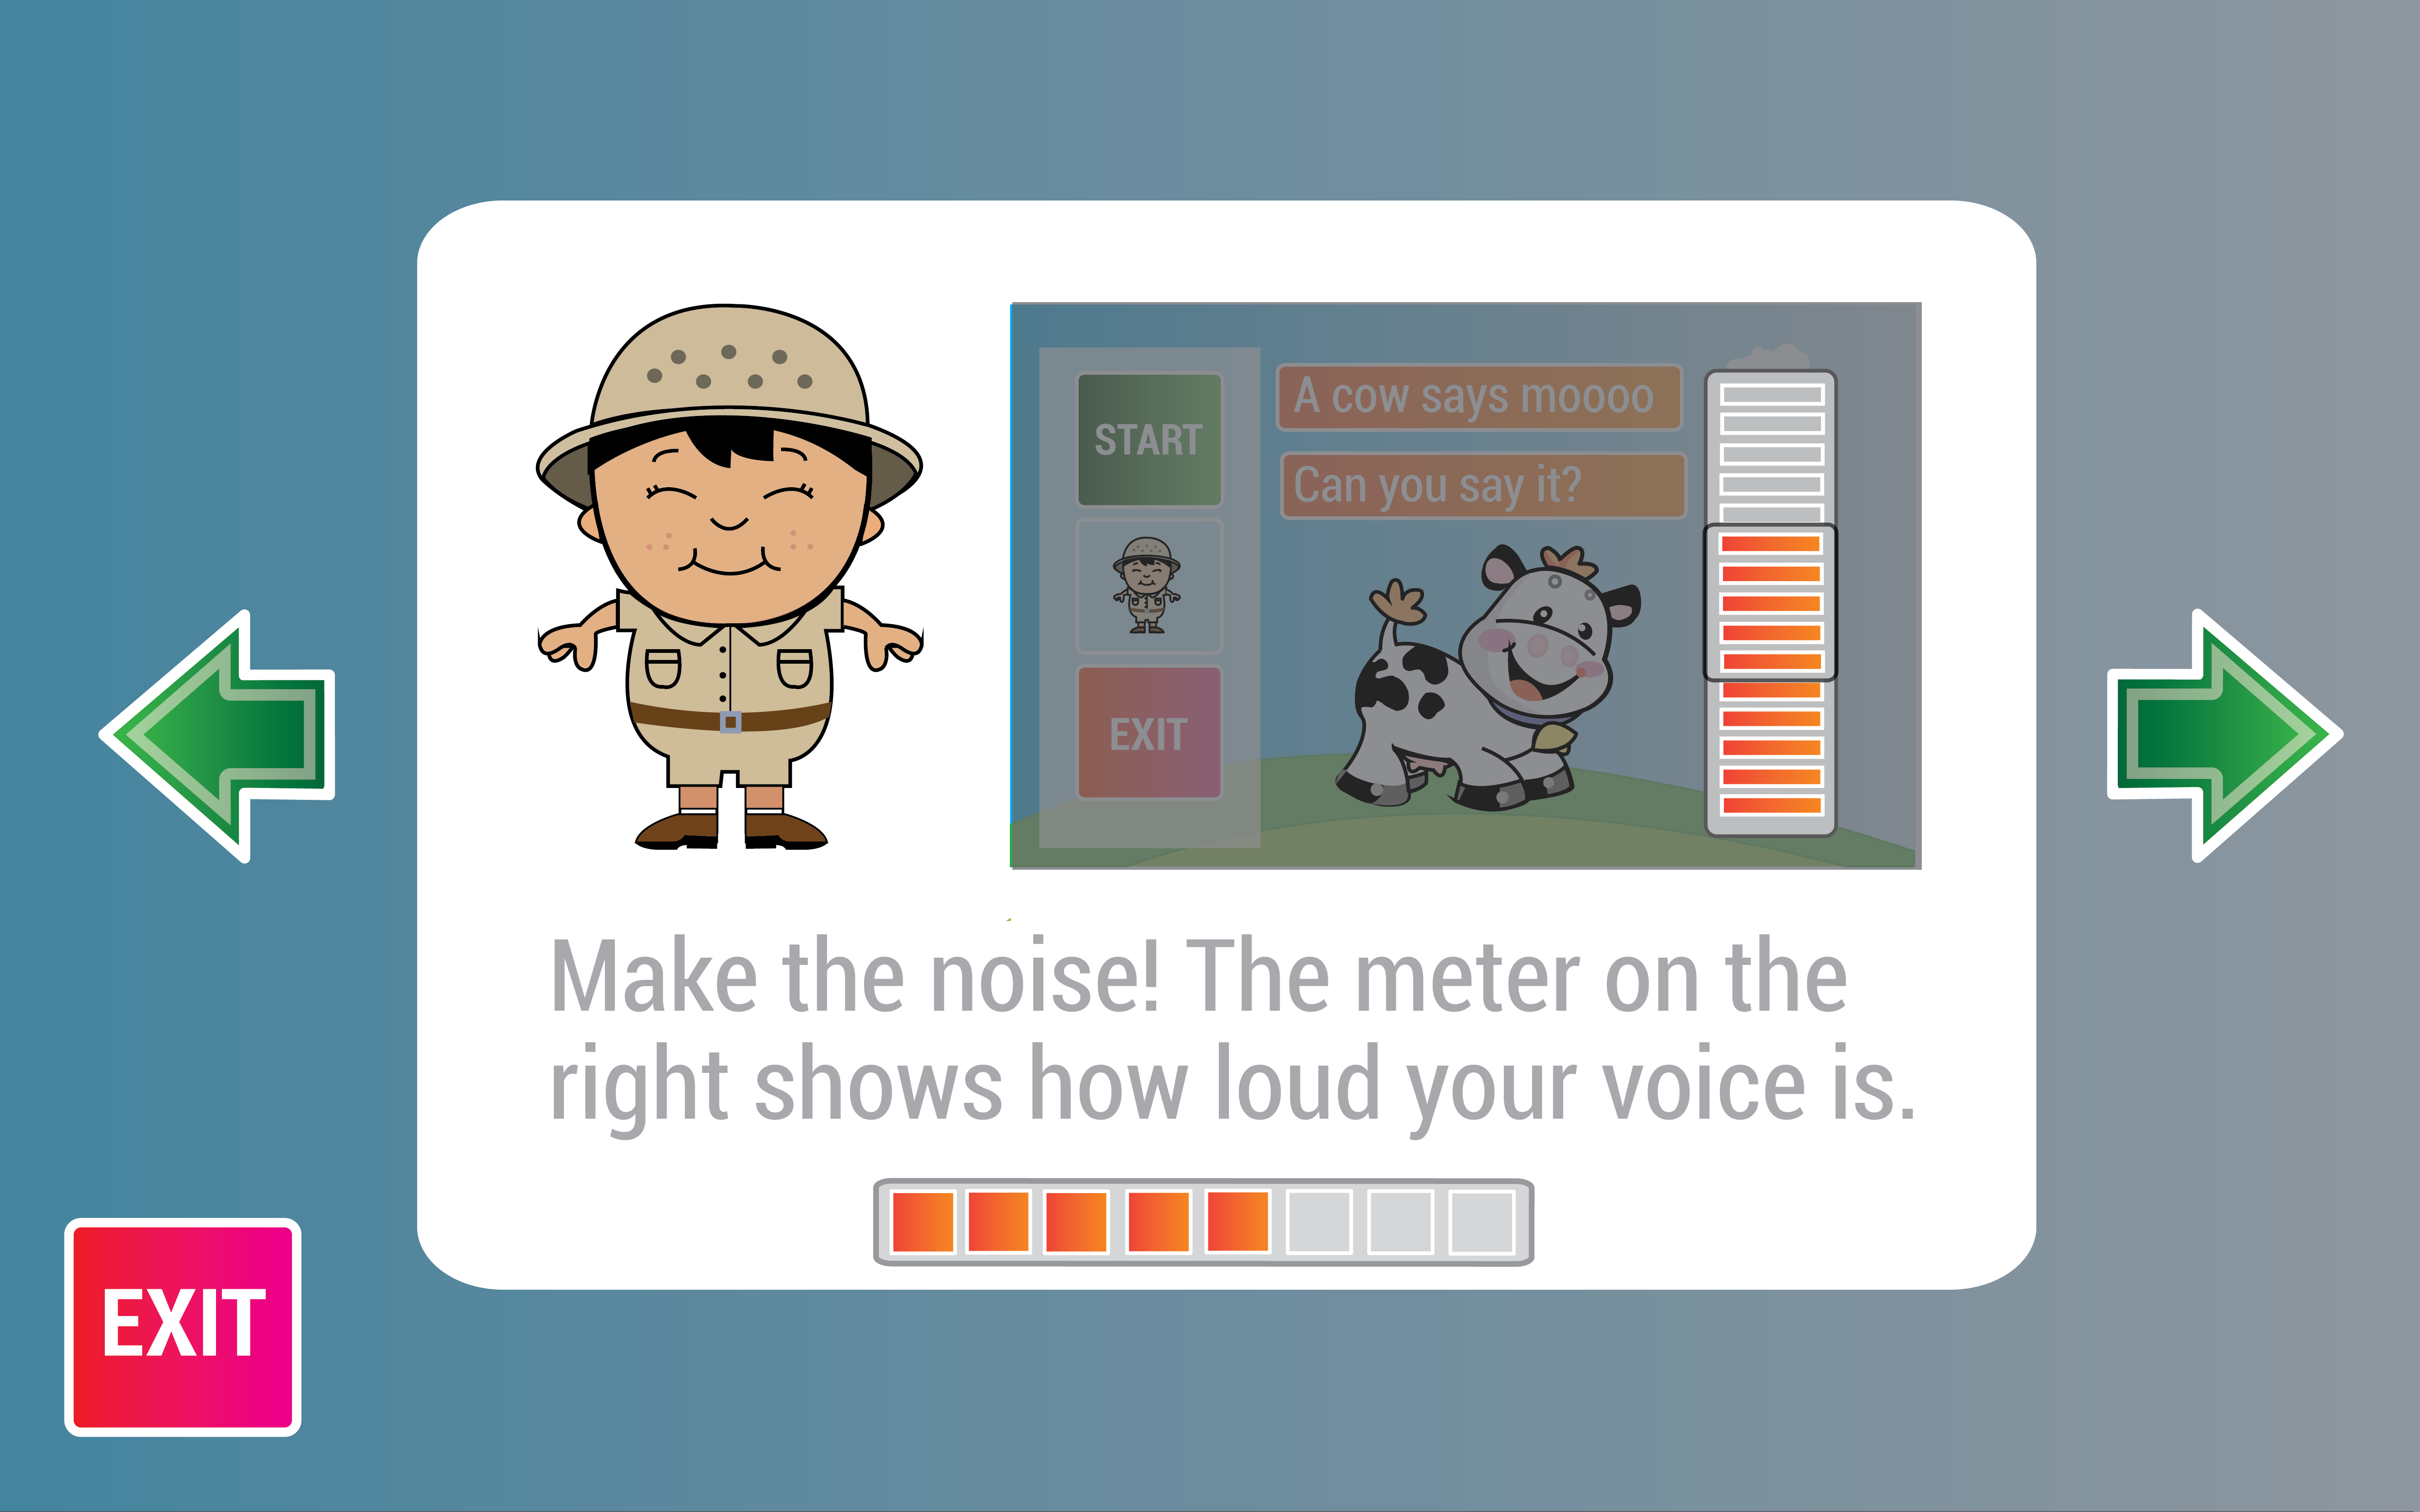 START
A cow says moooo
Can you say it?
EXIT
Make the noise! The meter on the
right shows how loud your voice is.
EXIT